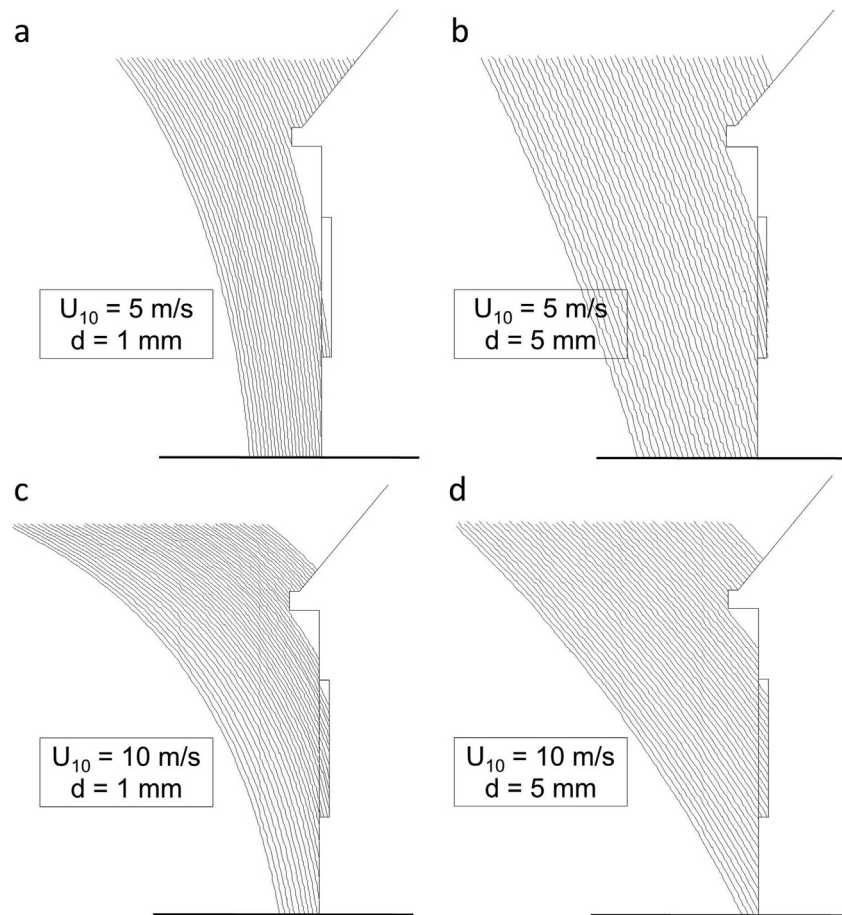 a
b
U₁₀ = 5 m/s
d = 1 mm
U₁₀ = 5 m/s
d = 5 mm
c
d
U₁₀ = 10 m/s
d = 1 mm
U₁₀ = 10 m/s
d = 5 mm